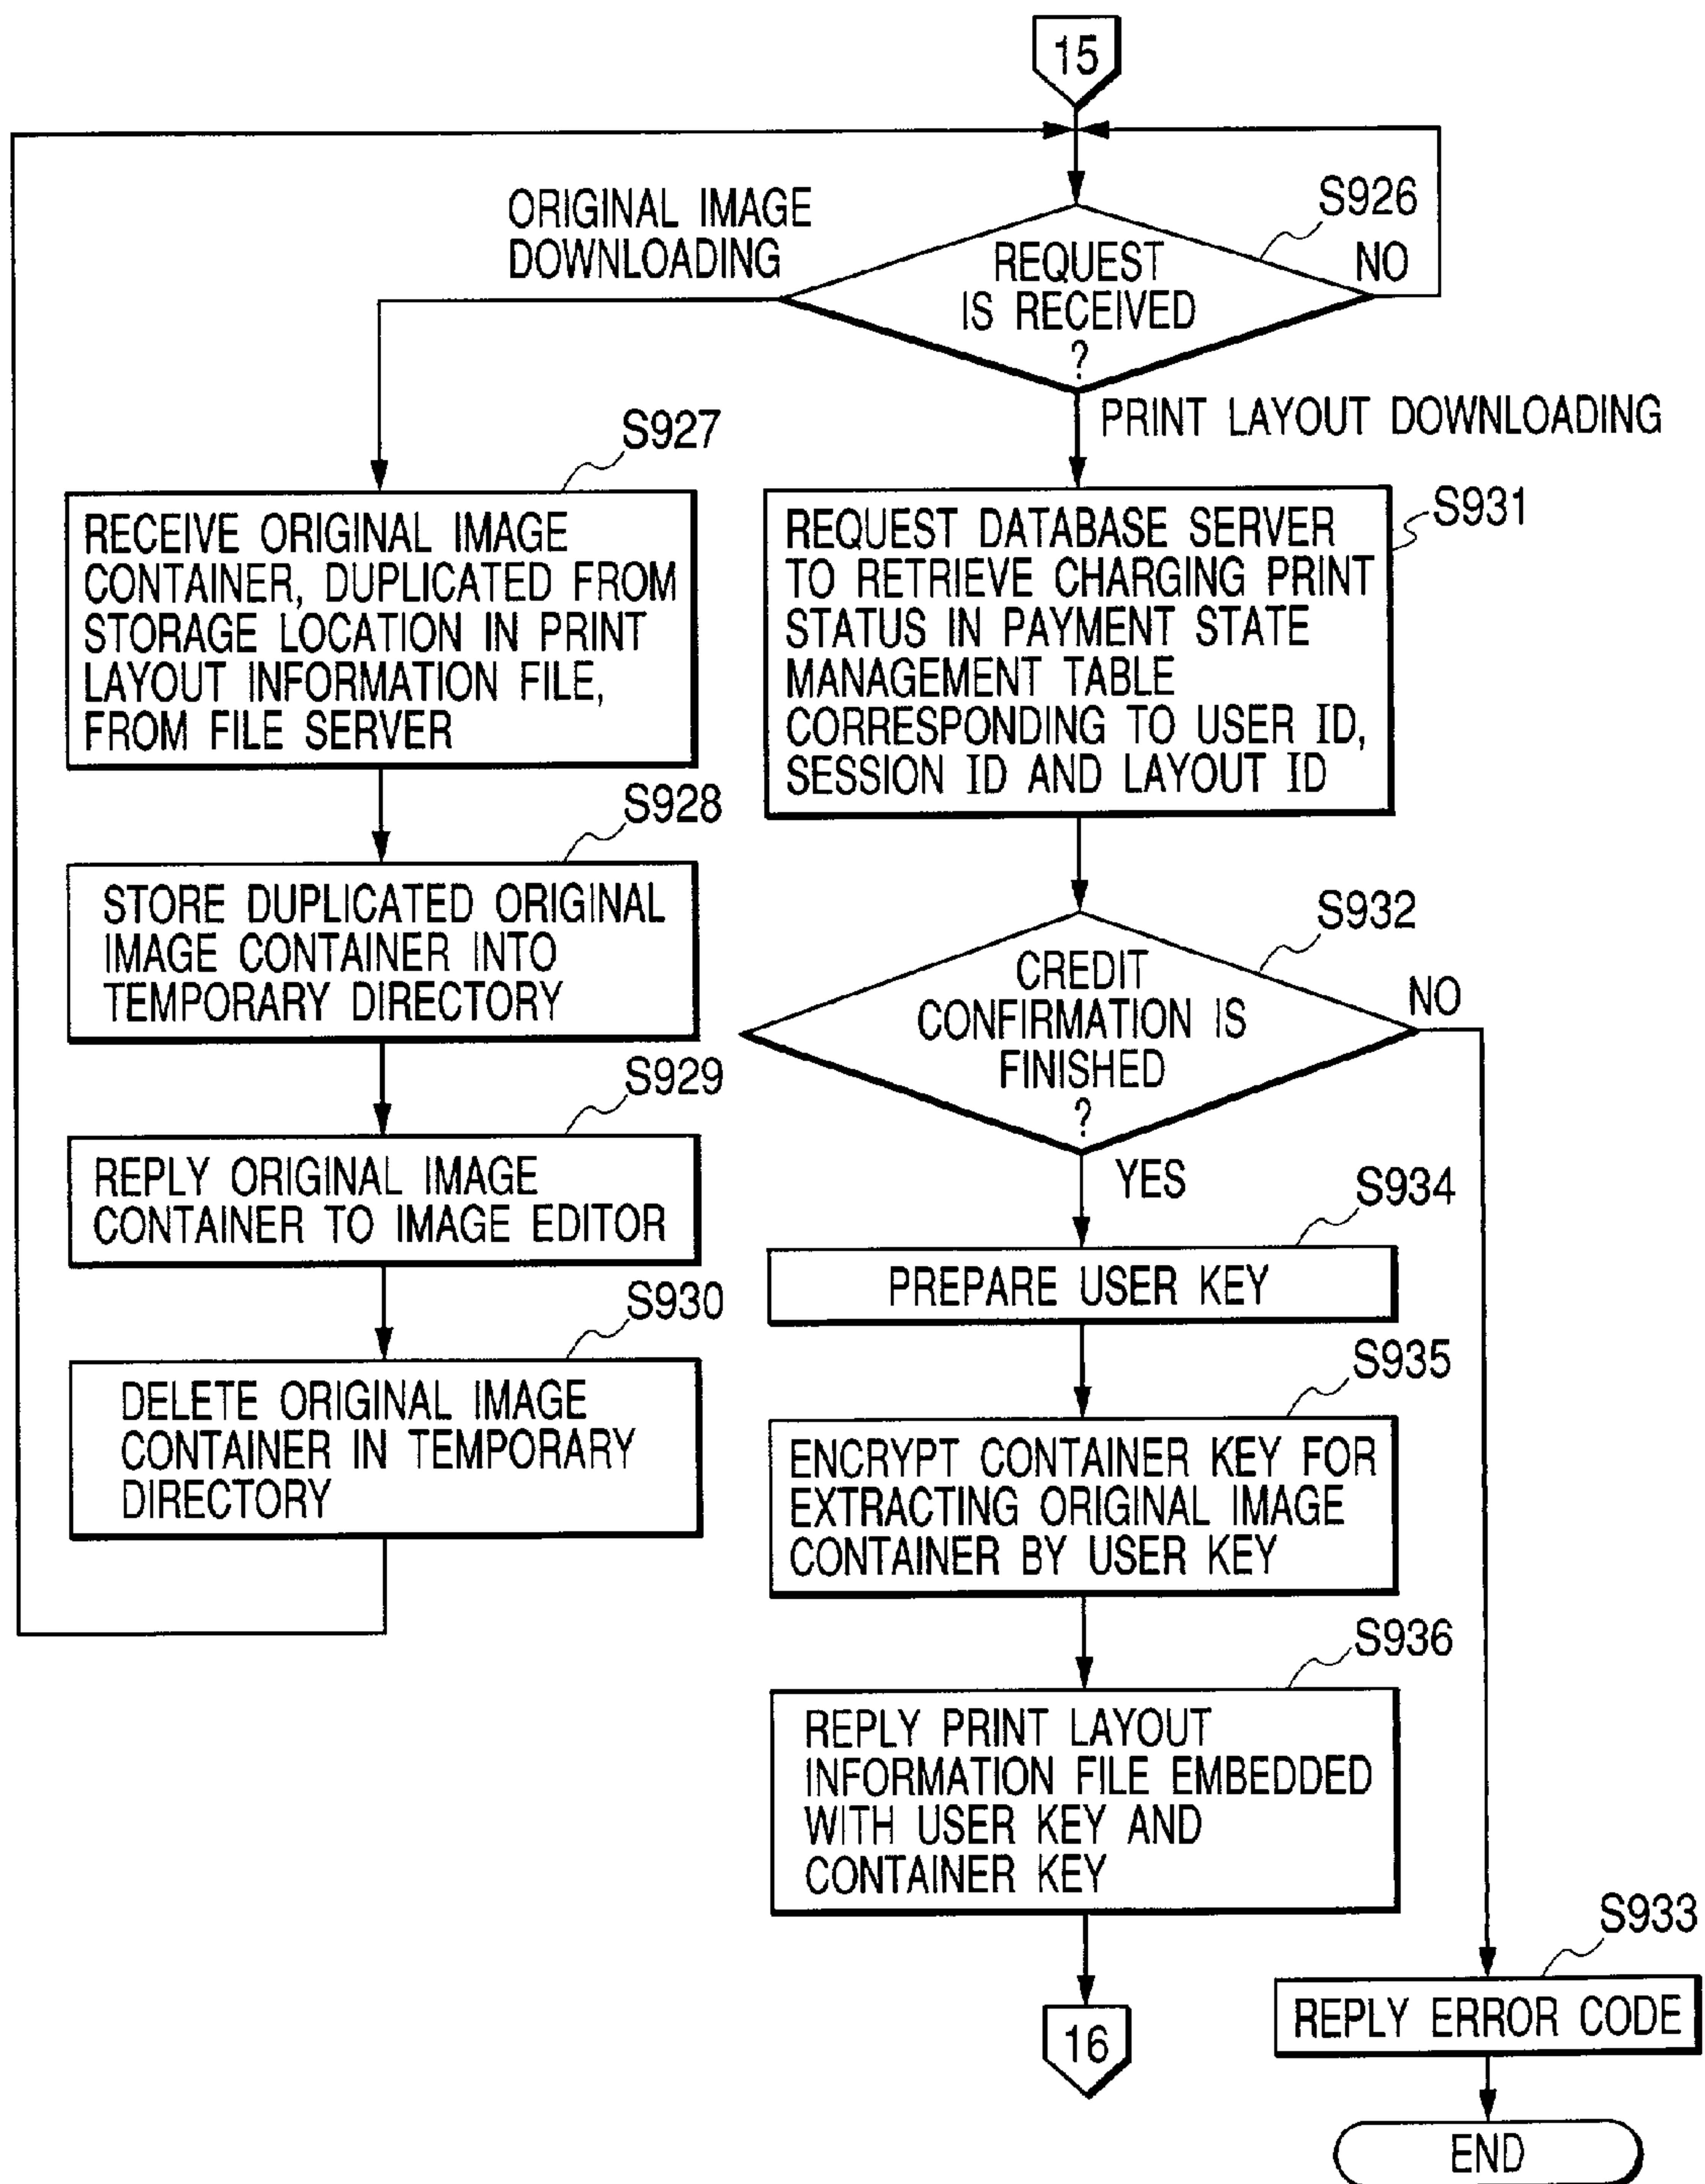 15
ORIGINAL IMAGE
DOWNLOADING
S926
REQUEST
IS RECEIVED
?
NO
PRINT LAYOUT DOWNLOADING
S927
RECEIVE ORIGINAL IMAGE
CONTAINER, DUPLICATED FROM
STORAGE LOCATION IN PRINT
LAYOUT INFORMATION FILE,
FROM FILE SERVER
S928
STORE DUPLICATED ORIGINAL
IMAGE CONTAINER INTO
TEMPORARY DIRECTORY
S929
REPLY ORIGINAL IMAGE
CONTAINER TO IMAGE EDITOR
S930
DELETE ORIGINAL IMAGE
CONTAINER IN TEMPORARY
DIRECTORY
S931
REQUEST DATABASE SERVER
TO RETRIEVE CHARGING PRINT
STATUS IN PAYMENT STATE
MANAGEMENT TABLE
CORRESPONDING TO USER ID,
SESSION ID AND LAYOUT ID
S932
CREDIT
CONFIRMATION IS
FINISHED
?
NO
YES
S934
PREPARE USER KEY
S935
ENCRYPT CONTAINER KEY FOR
EXTRACTING ORIGINAL IMAGE
CONTAINER BY USER KEY
S936
REPLY PRINT LAYOUT
INFORMATION FILE EMBEDDED
WITH USER KEY AND
CONTAINER KEY
16
S933
REPLY ERROR CODE
END